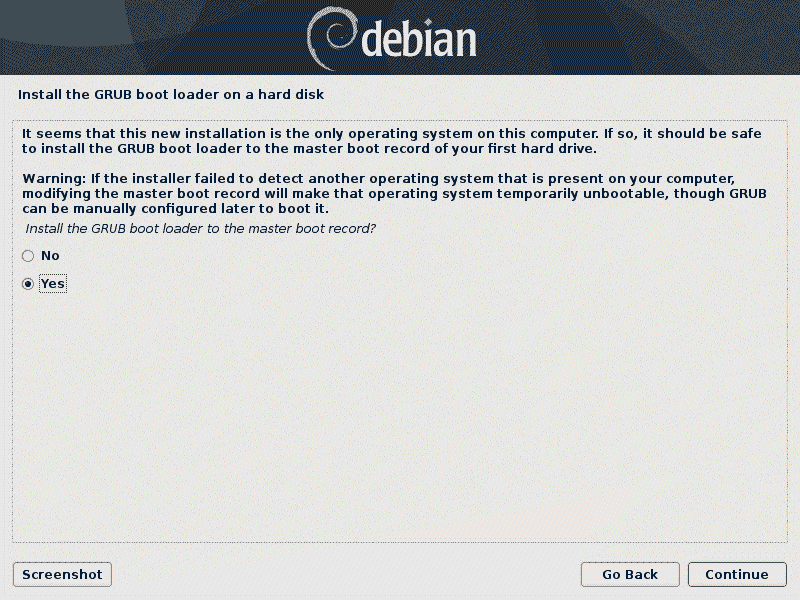 debian
Install the GRUB boot loader on a hard disk
It seems that this new installation is the only operating system on this computer. If so, it should be safe
to install the GRUB boot loader to the master boot record of your first hard drive.
Warning: If the installer failed to detect another operating system that is present on your computer,
modifying the master boot record will make that operating system temporarily unbootable, though GRUB
can be manually configured later to boot it.
Install the GRUB boot loader to the master boot record?
No
Yes
Screenshot
Go Back
Continue